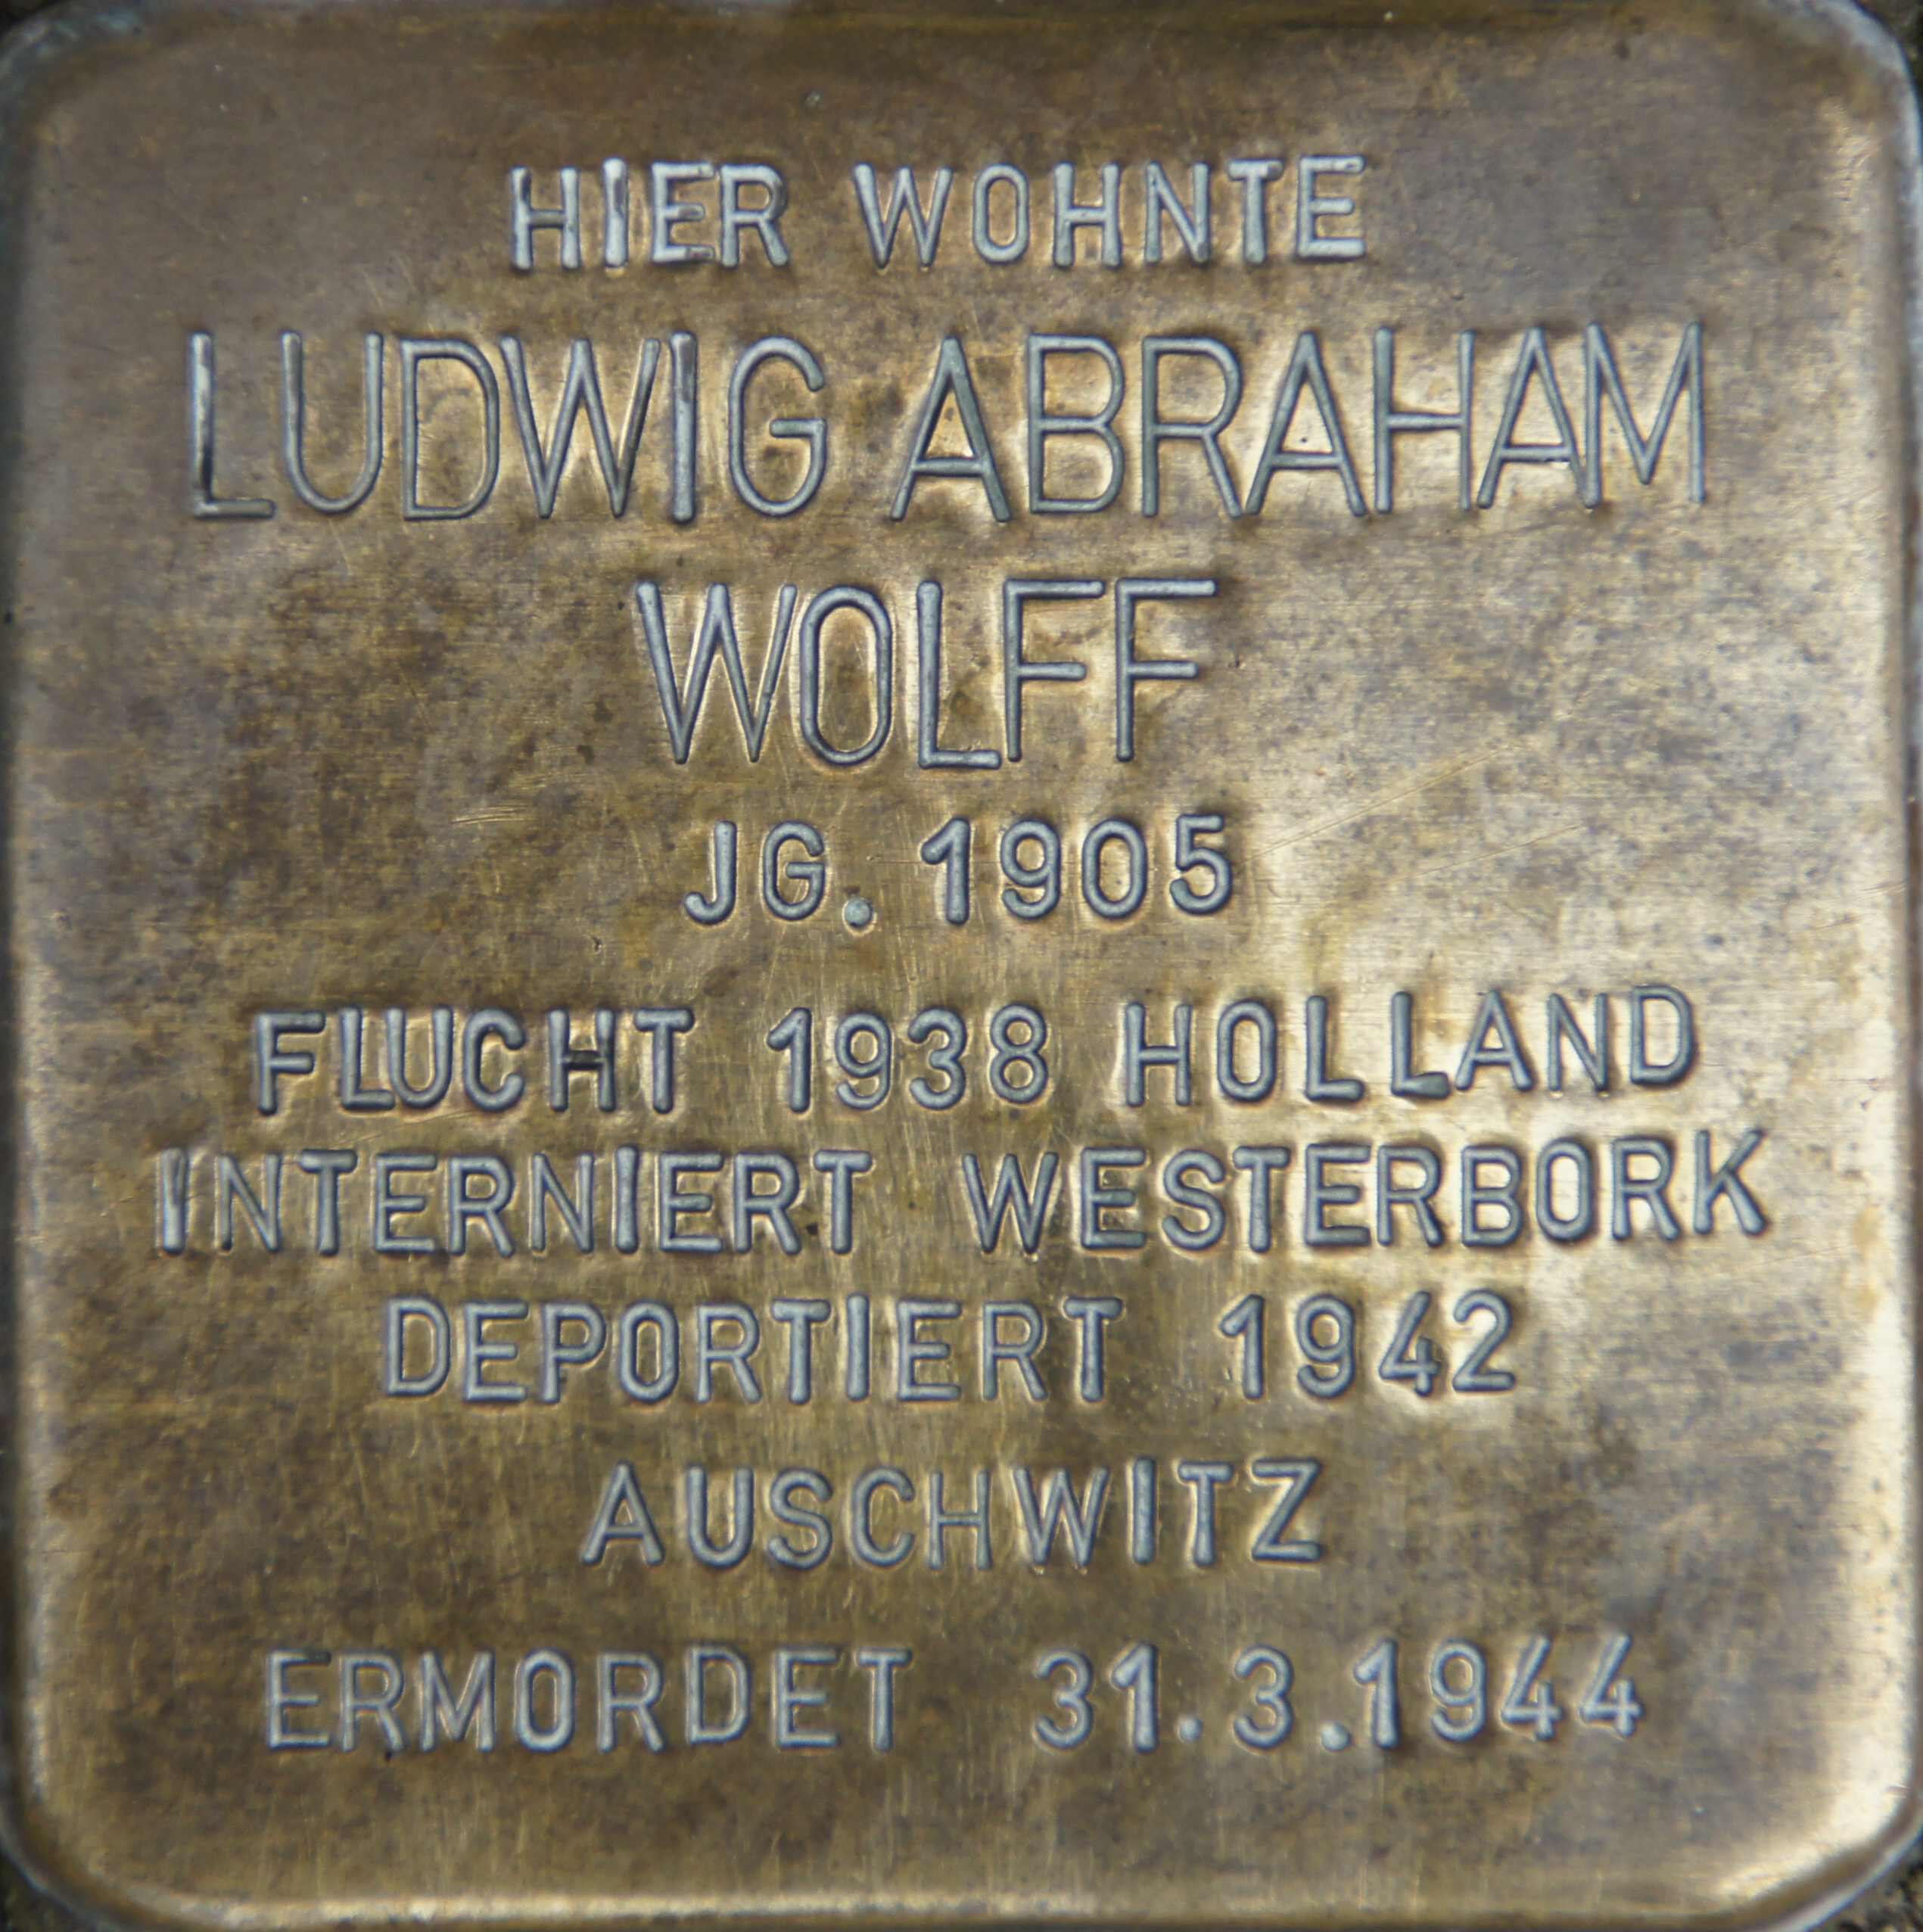 HIER WOHNTE
LUDWIG ABRAHAM
WOLFF
JG. 1905
FLUCHT 1938 HOLLAND
INTERNIERT WESTERBORK
DEPORTIERT 1942
AUSCHWITZ
ERMORDET 31.3.1944